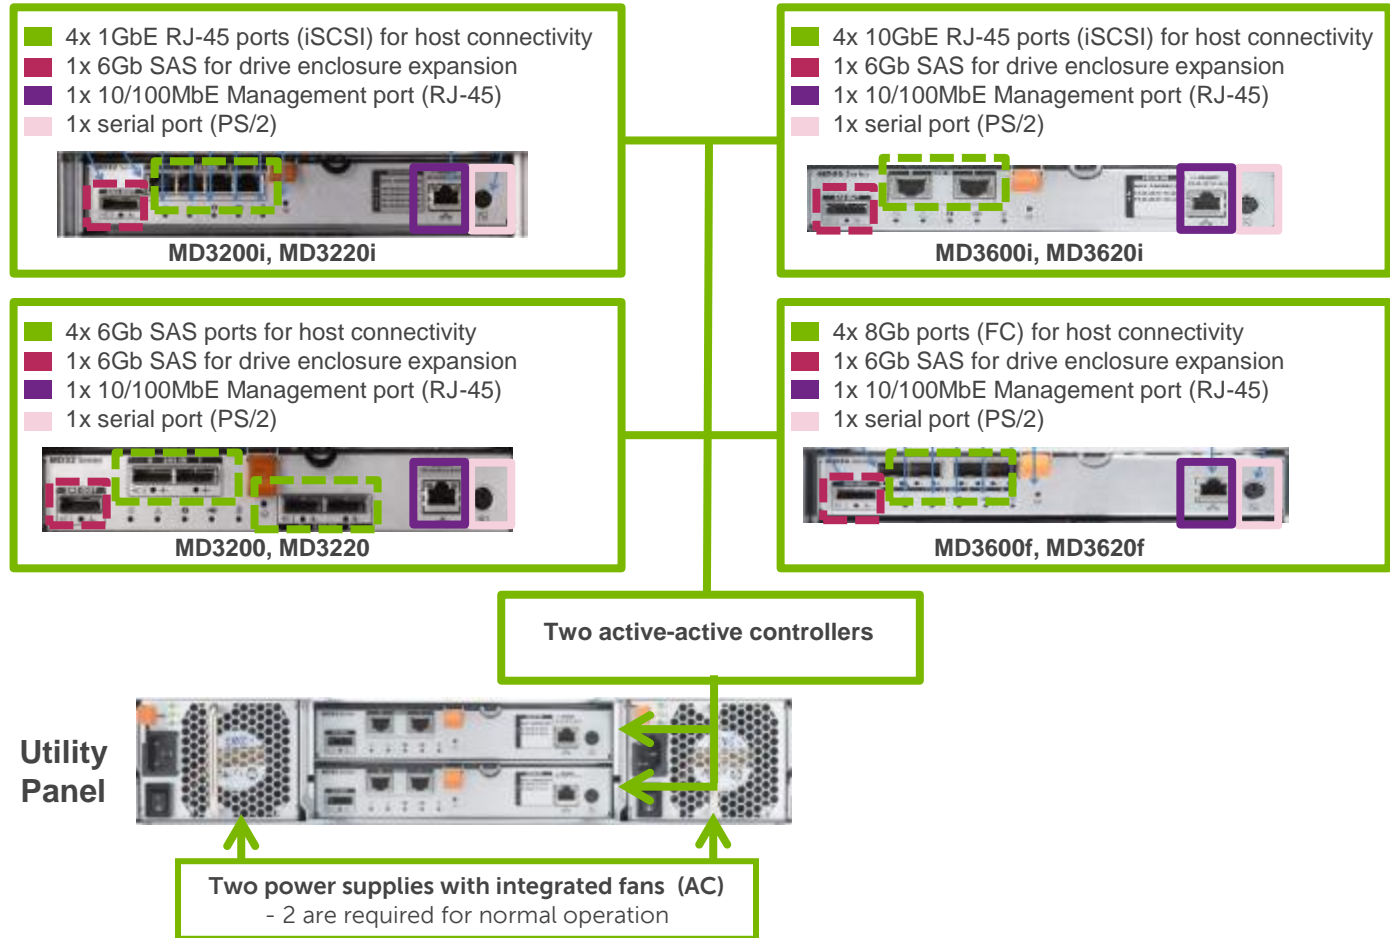 4x 1GbE RJ-45 ports (iSCSI) for host connectivity
1x 6Gb SAS for drive enclosure expansion
1x 10/100MbE Management port (RJ-45)
1x serial port (PS/2)
MD3200i, MD3220i
4x 10GbE RJ-45 ports (iSCSI) for host connectivity
1x 6Gb SAS for drive enclosure expansion
1x 10/100MbE Management port (RJ-45)
1x serial port (PS/2)
MD3600i, MD3620i
4x 6Gb SAS ports for host connectivity
1x 6Gb SAS for drive enclosure expansion
1x 10/100MbE Management port (RJ-45)
1x serial port (PS/2)
MD32 Series
MD3200, MD3220
4x 8Gb ports (FC) for host connectivity
1x 6Gb SAS for drive enclosure expansion
1x 10/100MbE Management port (RJ-45)
1x serial port (PS/2)
MD3600f, MD3620f
Two active-active controllers
Utility
Panel
Two power supplies with integrated fans (AC)
- 2 are required for normal operation